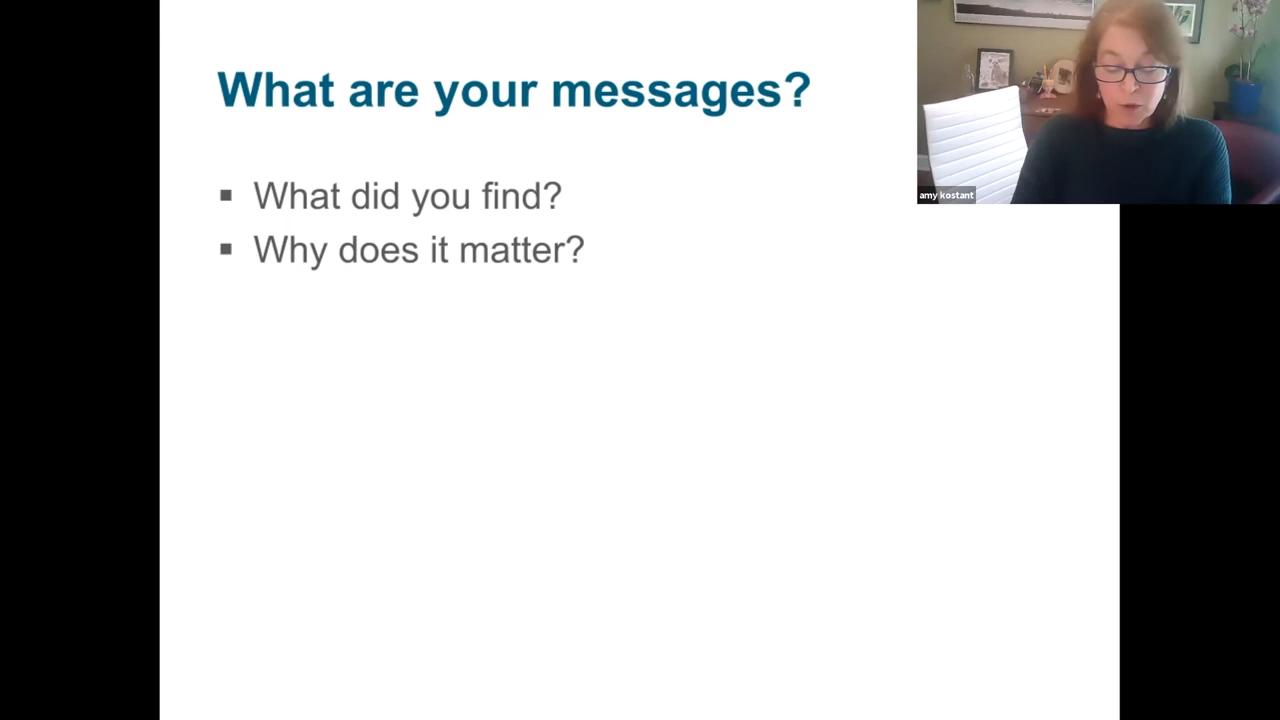 What are your messages?
▪ What did you find?
▪ Why does it matter?
amy kostant